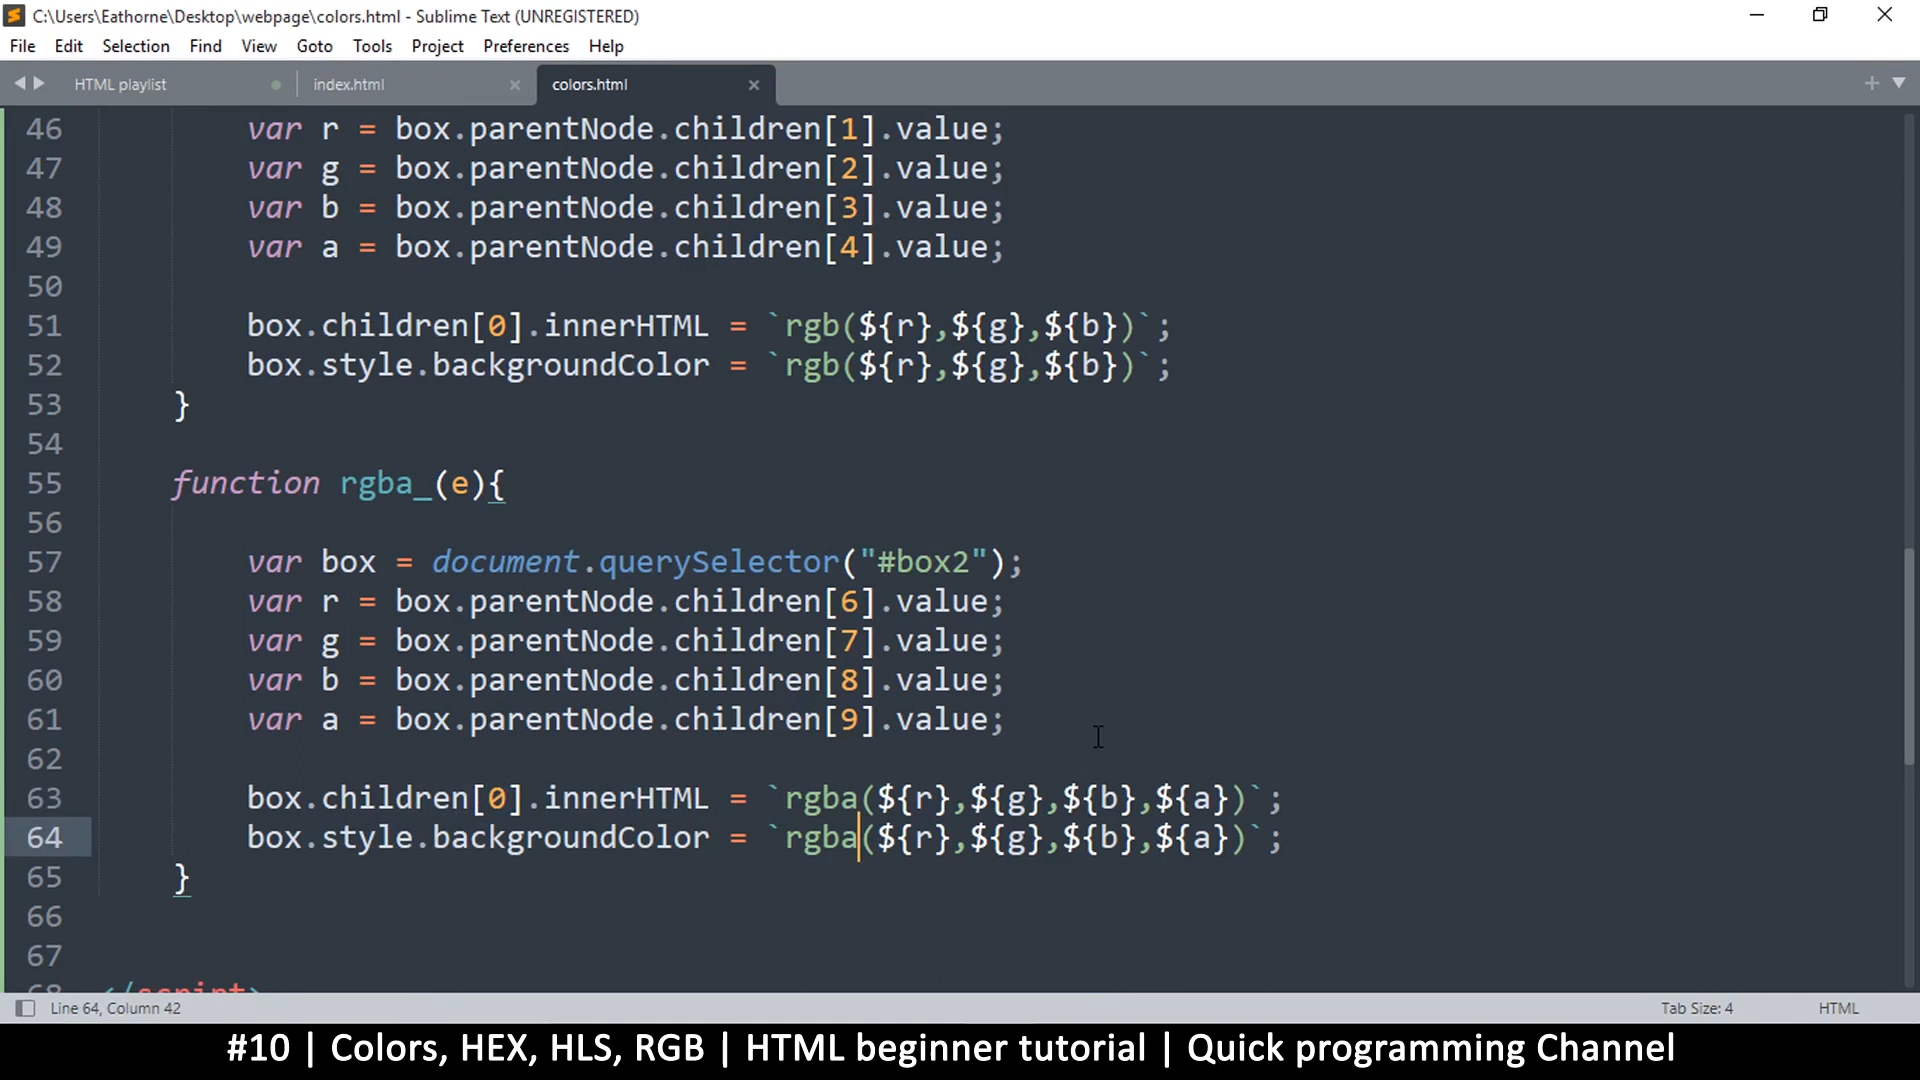 C:\Users\Eathorne\Desktop\webpage\colors.html - Sublime Text (UNREGISTERED)
File Edit Selection Find View Goto Tools Project Preferences Help
HTML playlist index.html colors.html
46 var r = box.parentNode.children[1].value;
47 var g = box.parentNode.children[2].value;
48 var b = box.parentNode.children[3].value;
49 var a = box.parentNode.children[4].value;
50
51 box.children[0].innerHTML = `rgb(${r},${g},${b})`;
52 box.style.backgroundColor = `rgb(${r},${g},${b})`;
53 }
54
55 function rgba_(e){
56
57 var box = document.querySelector("#box2");
58 var r = box.parentNode.children[6].value;
59 var g = box.parentNode.children[7].value;
60 var b = box.parentNode.children[8].value;
61 var a = box.parentNode.children[9].value;
62
63 box.children[0].innerHTML = `rgba(${r},${g},${b},${a})`;
64 box.style.backgroundColor = `rgba(${r},${g},${b},${a})`;
65 }
66
67
68 </script>
Line 64, Column 42 Tab Size: 4 HTML
#10 | Colors, HEX, HLS, RGB | HTML beginner tutorial | Quick programming Channel